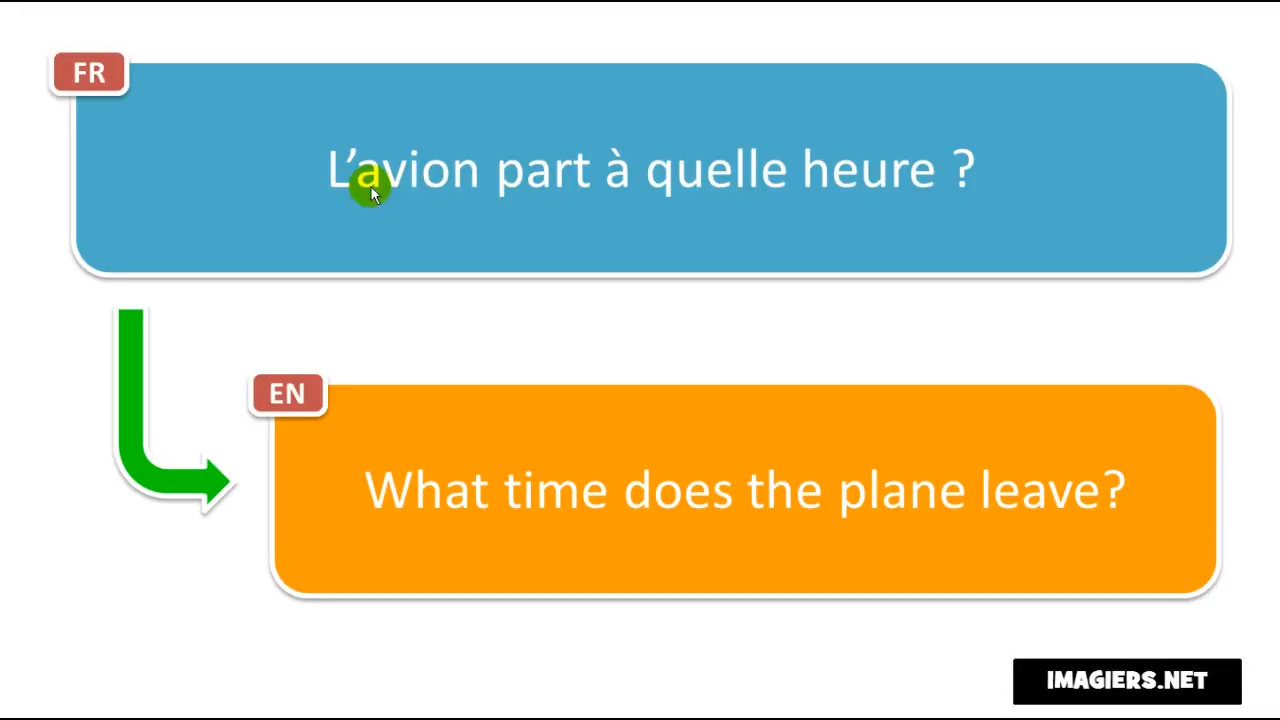 FR
L’avion part à quelle heure ?
EN
What time does the plane leave?
IMAGIERS.NET